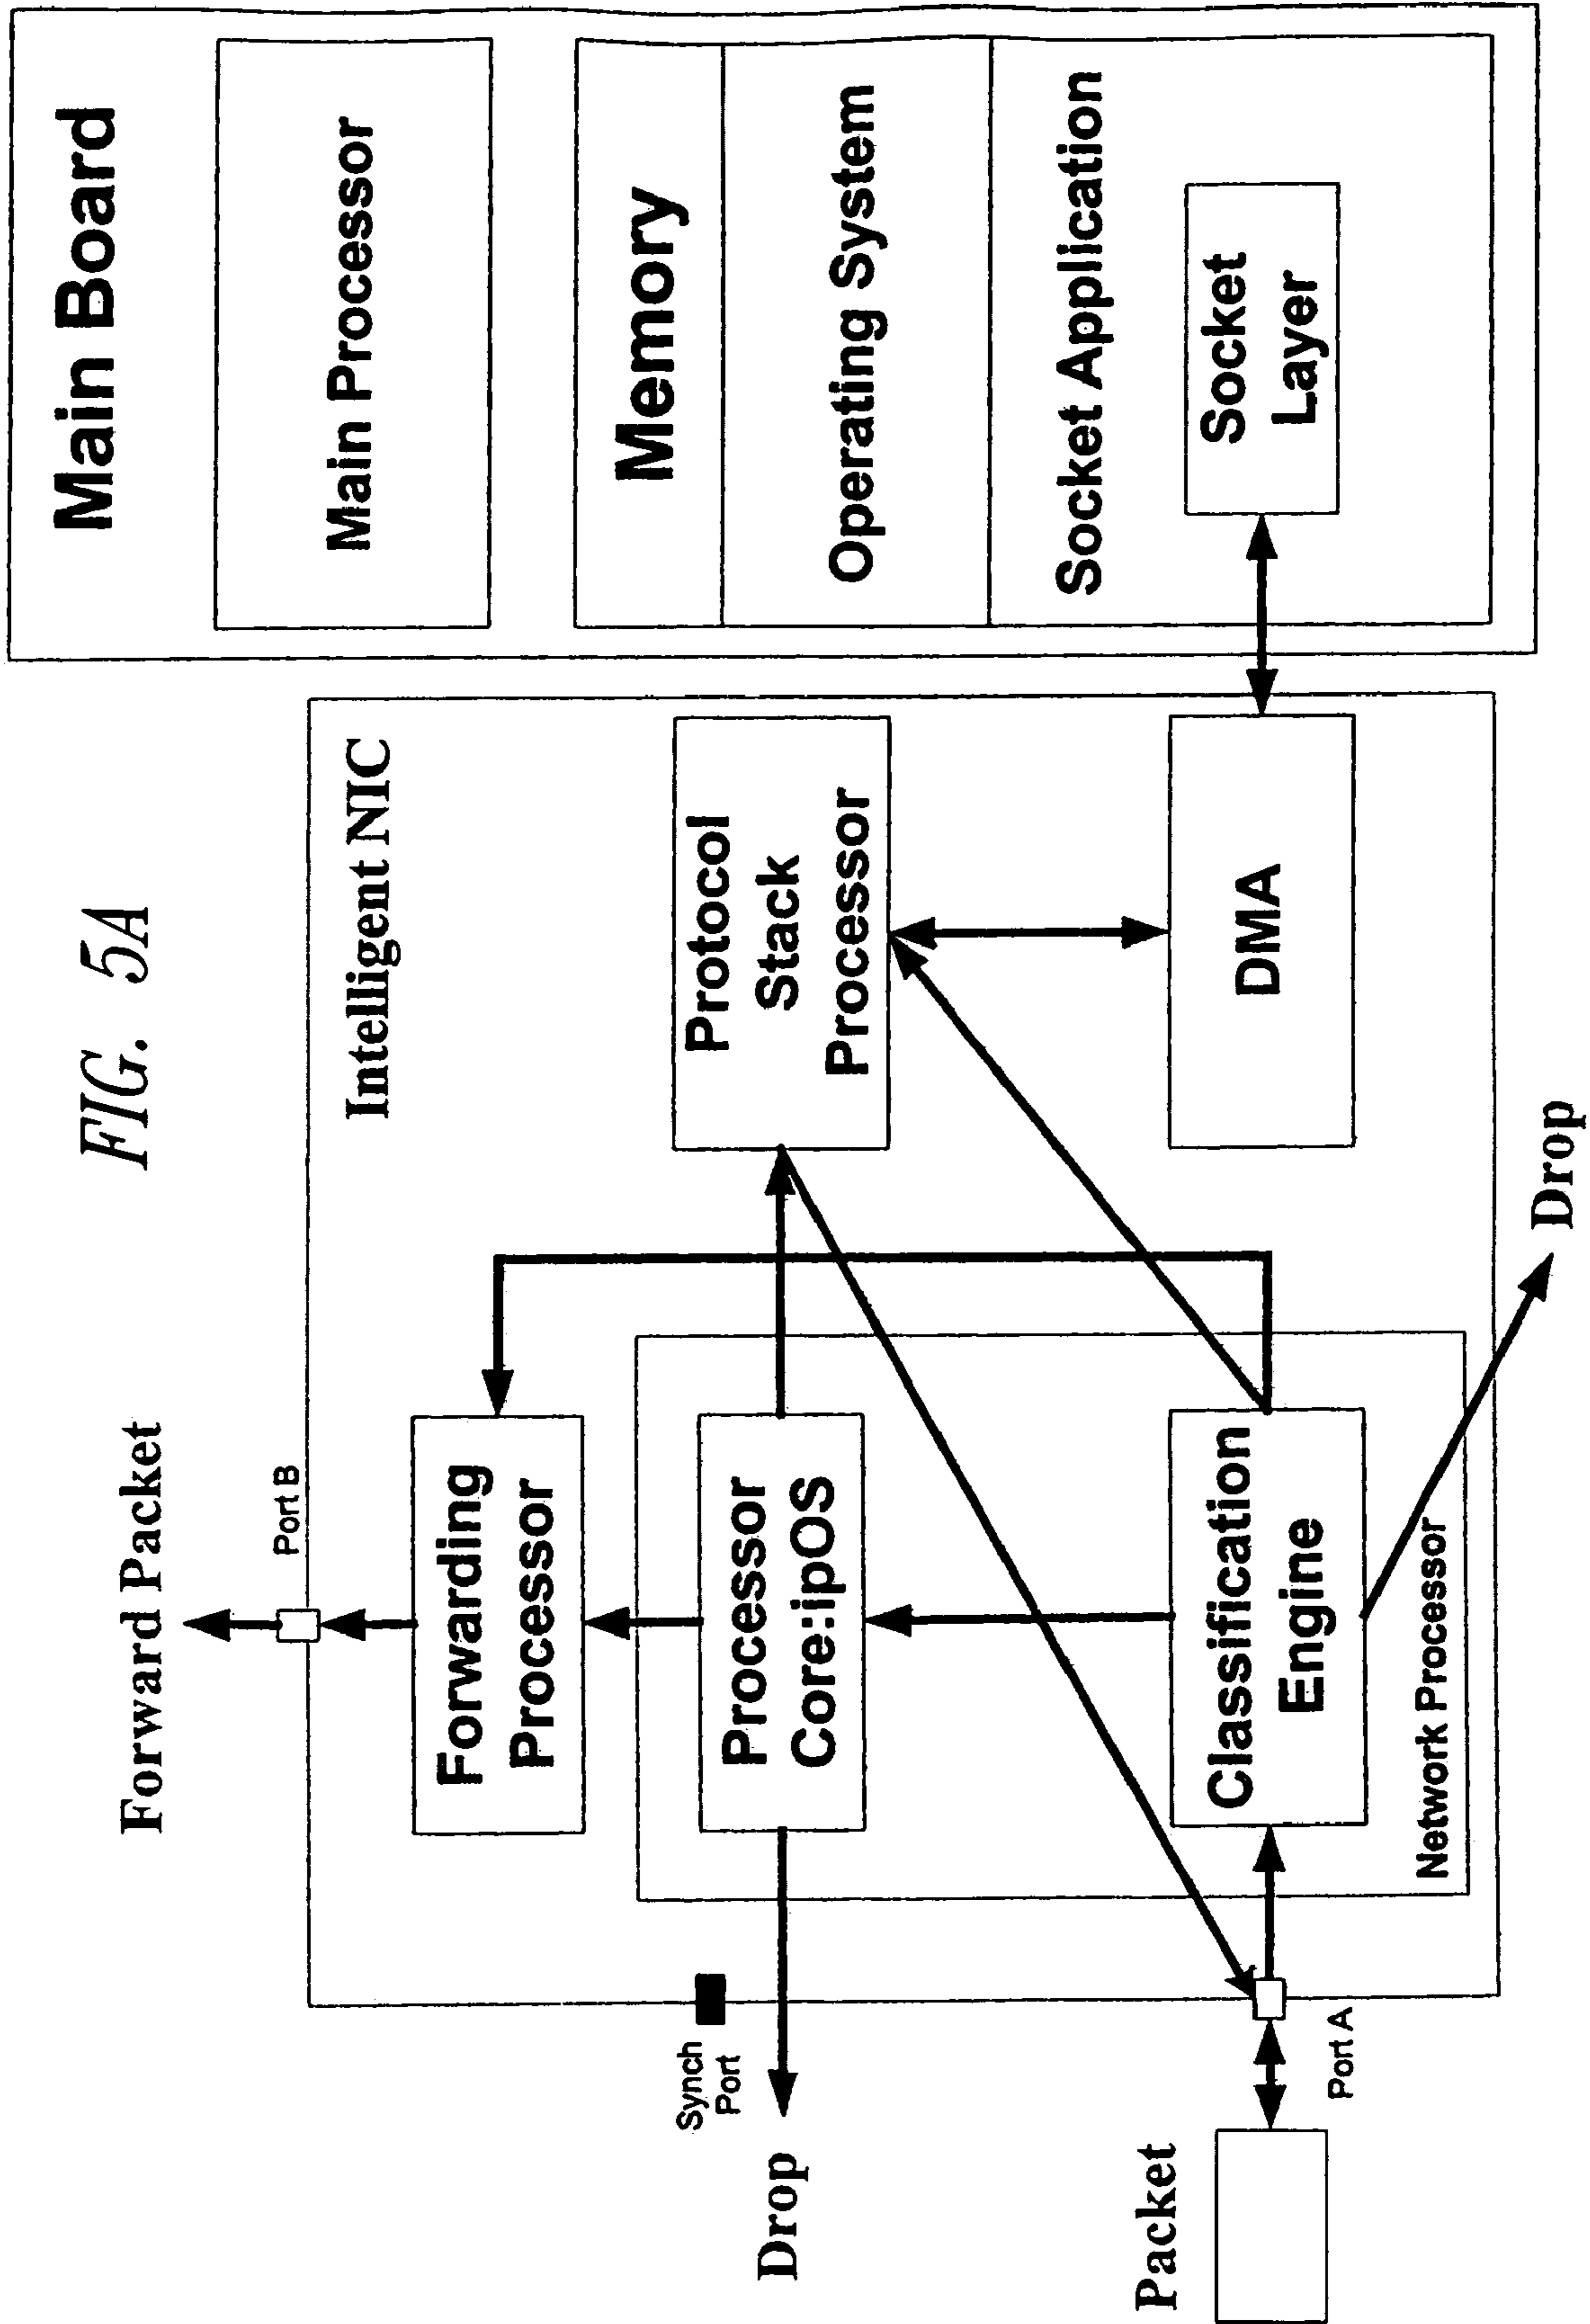 FIG. 5A
Main Board
Main Processor
Memory
Operating System
Socket Application
Socket
Layer
Intelligent NIC
Protocol
Stack
Processor
DMA
Forward Packet
Port B
Forwarding
Processor
Processor
Core:ipOS
Classification
Engine
Network Processor
Drop
Synch
Port
Drop
Port A
Packet